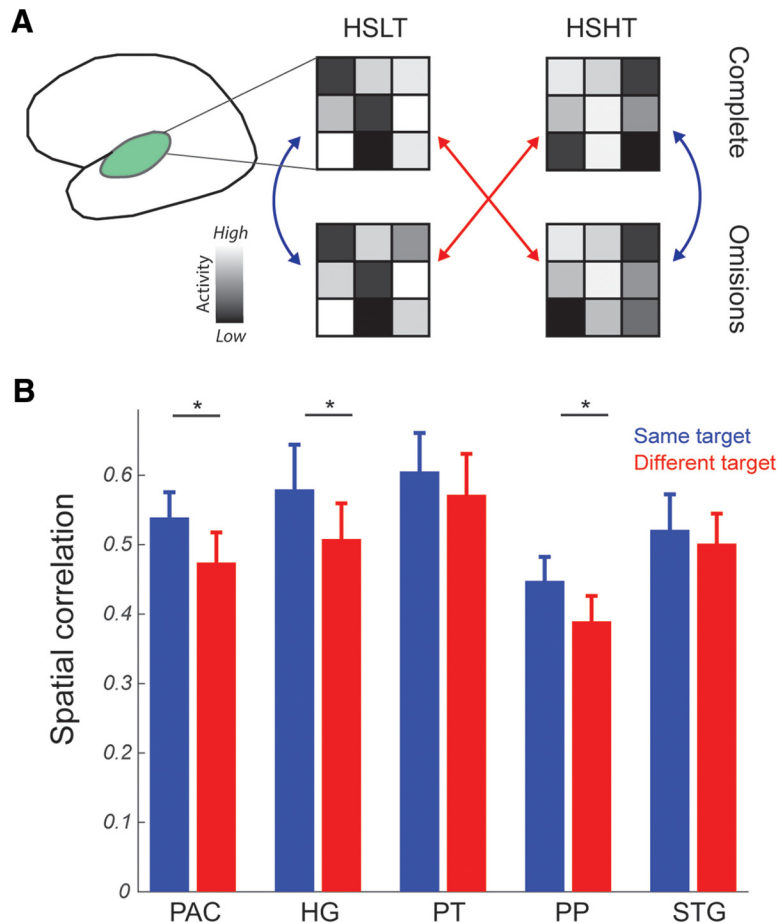 A
HSLT
HSHT
Complete
Omisions
High
Activity
Low
B
* * *
Same target
Different target
Spatial correlation
0.6
0.5
0.4
0.3
0.2
0.1
0
PAC HG PT PP STG